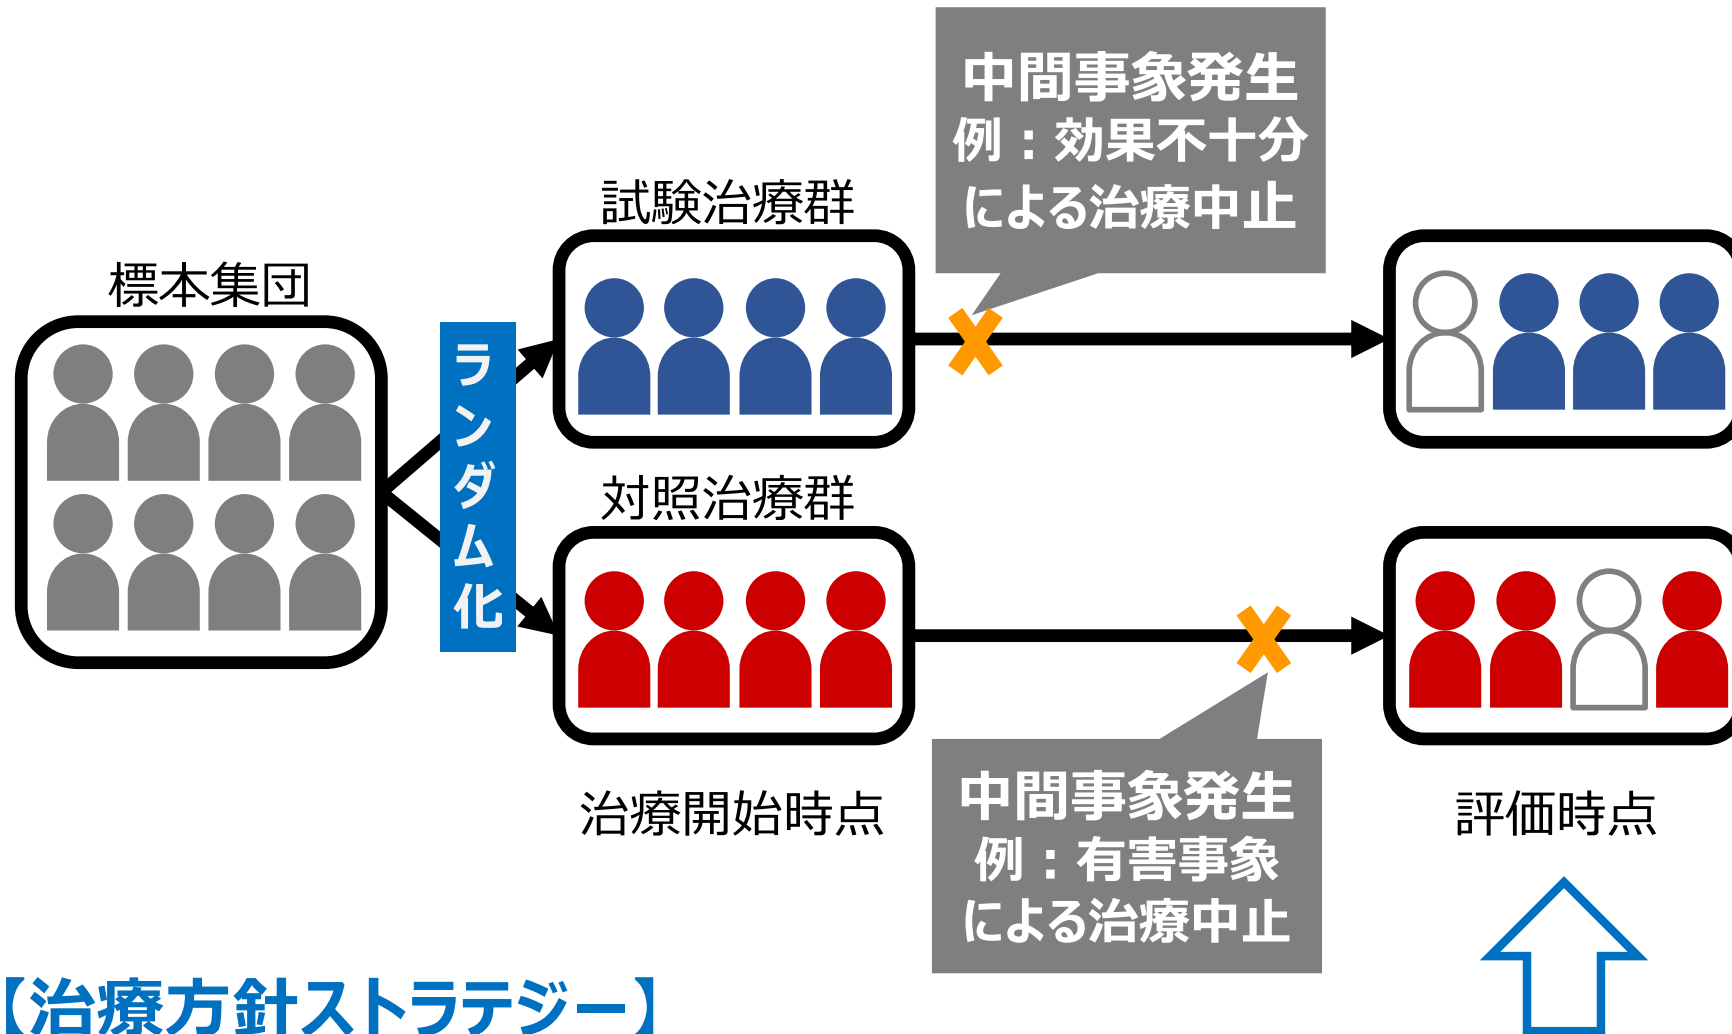 中間事象発生
例：効果不十分
による治療中止
試験治療群
標本集団
ランダム化
対照治療群
治療開始時点
中間事象発生
例：有害事象
による治療中止
評価時点
【治療方針ストラテジー】